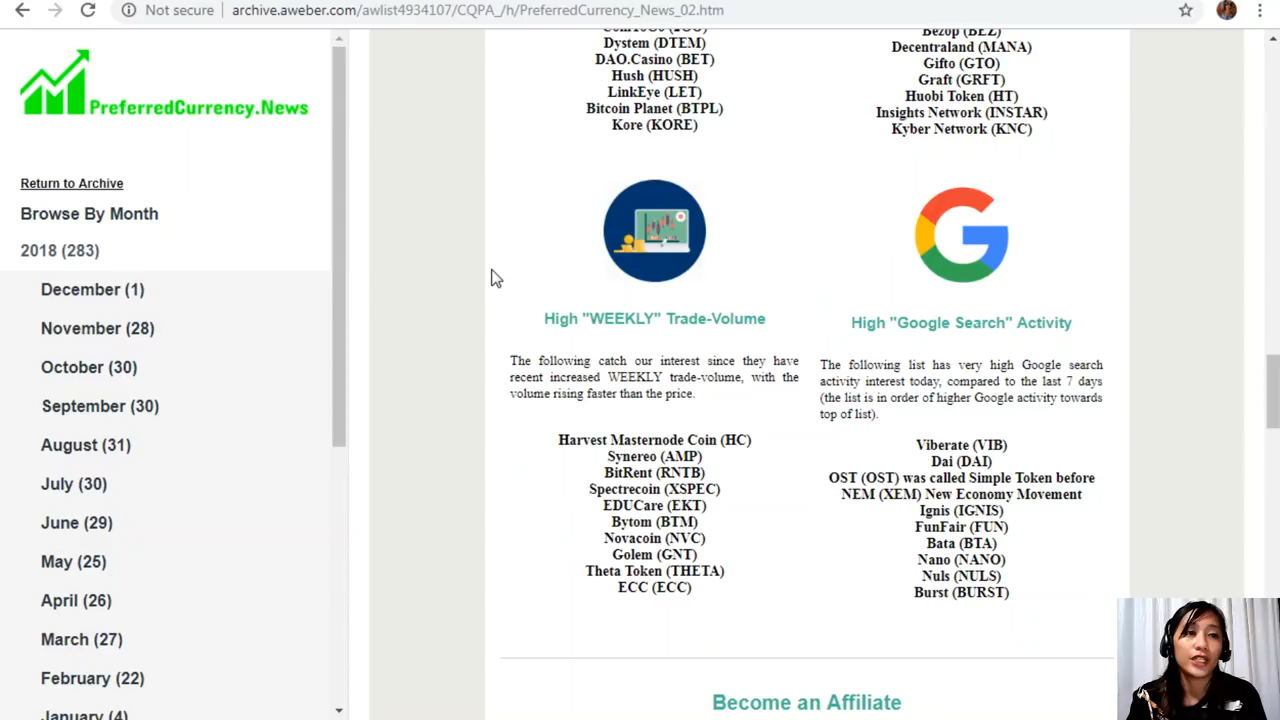 Not secure | archive.aweber.com/awlist4934107/CQPA_/h/PreferredCurrency_News_02.htm
PreferredCurrency.News
Return to Archive
Browse By Month
2018 (283)
December (1)
November (28)
October (30)
September (30)
August (31)
July (30)
June (29)
May (25)
April (26)
March (27)
February (22)
January (4)
Dystem (DTEM)
DAO.Casino (BET)
Hush (HUSH)
LinkEye (LET)
Bitcoin Planet (BTPL)
Kore (KORE)
Bezop (BEZ)
Decentraland (MANA)
Gifto (GTO)
Graft (GRFT)
Huobi Token (HT)
Insights Network (INSTAR)
Kyber Network (KNC)
High "WEEKLY" Trade-Volume
The following catch our interest since they have
recent increased WEEKLY trade-volume, with the
volume rising faster than the price.
Harvest Masternode Coin (HC)
Synereo (AMP)
BitRent (RNTB)
Spectrecoin (XSPEC)
EDUCare (EKT)
Bytom (BTM)
Novacoin (NVC)
Golem (GNT)
Theta Token (THETA)
ECC (ECC)
High "Google Search" Activity
The following list has very high Google search
activity interest today, compared to the last 7 days
(the list is in order of higher Google activity towards
top of list).
Viberate (VIB)
Dai (DAI)
OST (OST) was called Simple Token before
NEM (XEM) New Economy Movement
Ignis (IGNIS)
FunFair (FUN)
Bata (BTA)
Nano (NANO)
Nuls (NULS)
Burst (BURST)
Become an Affiliate